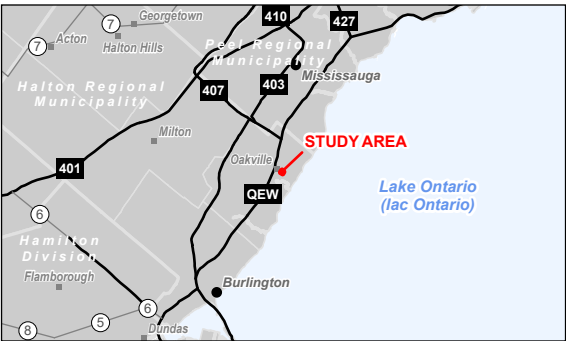 Georgetown
410
427
7
Acton
7
Halton Hills
Peel Regional
Municipality
Mississauga
Halton Regional
Municipality
407
403
Milton
STUDY AREA
Oakville
401
QEW
Lake Ontario
(lac Ontario)
6
Hamilton
Division
Flamborough
Burlington
6
5
8
Dundas